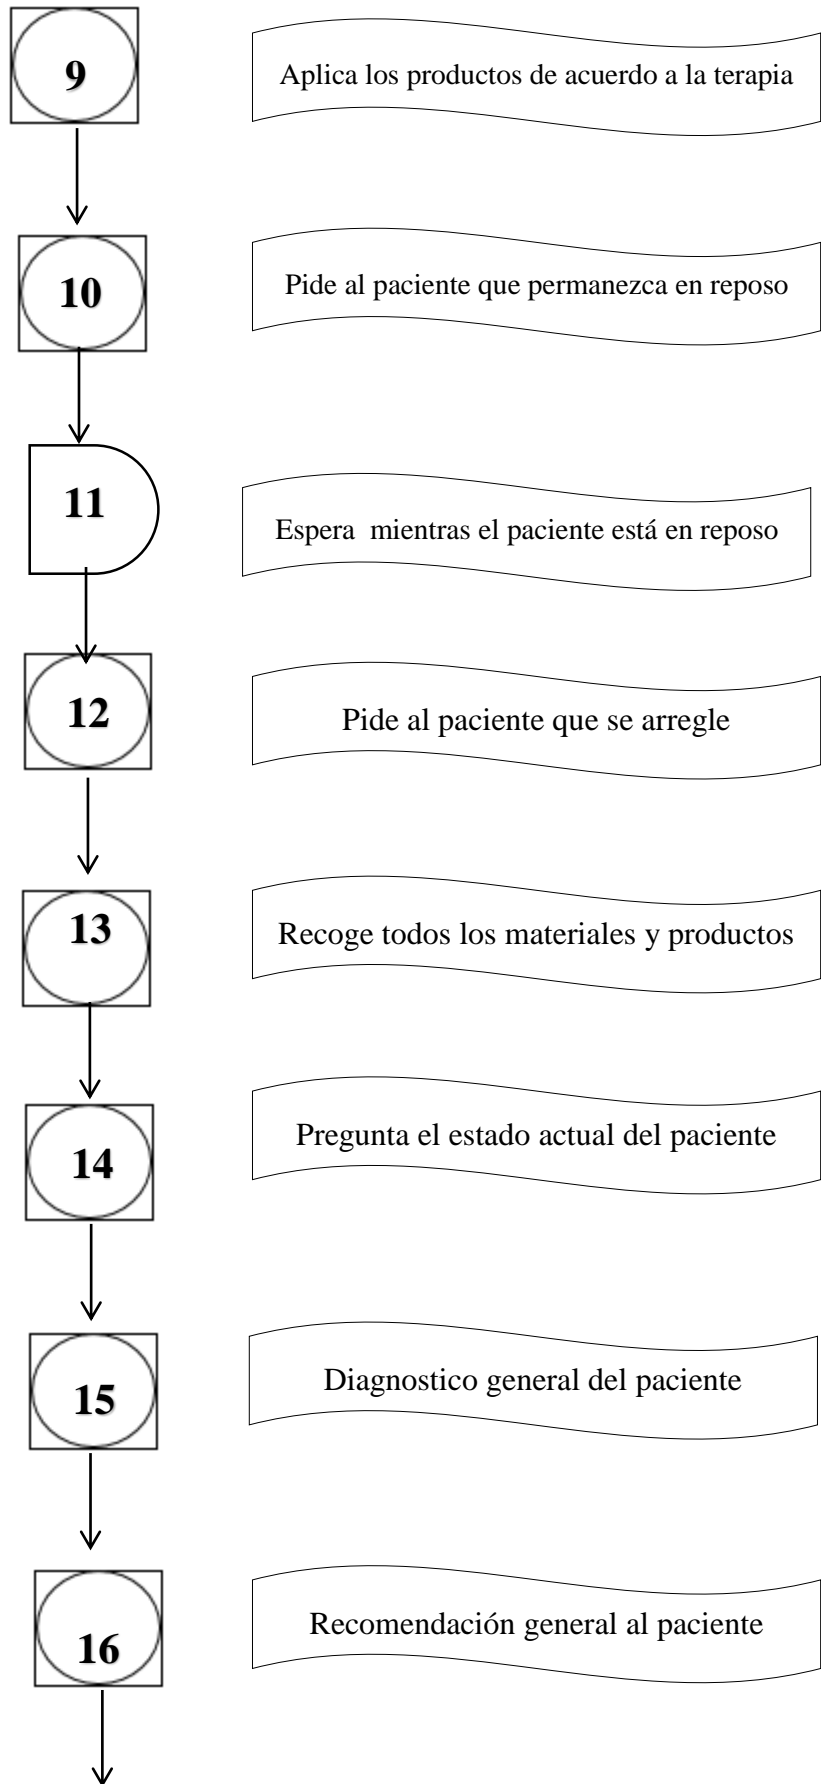 9
Aplica los productos de acuerdo a la terapia
10
Pide al paciente que permanezca en reposo
11
Espera  mientras el paciente está en reposo
12
Pide al paciente que se arregle
13
Recoge todos los materiales y productos
14
Pregunta el estado actual del paciente
15
Diagnostico general del paciente
16
Recomendación general al paciente